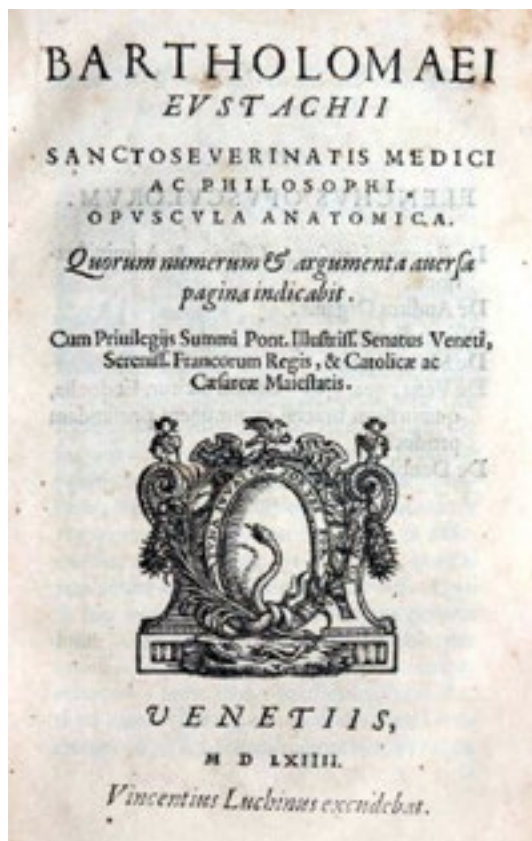 BARTHOLOMAEI
EVSTACHII
SANCTOSEVERINATIS MEDICI
AC PHILOSOPHI
OPVSCVLA ANATOMICA.
Quorum numerum & argumenta auersa
pagina indicabit.
Cum Priuilegijs Summi Pont. Illustriss. Senatus Veneti,
Sereniss. Francorum Regis, & Catolicæ ac
Cæsareæ Maiestatis.
VENETIIS,
M D LXIIII.
Vincentius Luchinus excudebat.